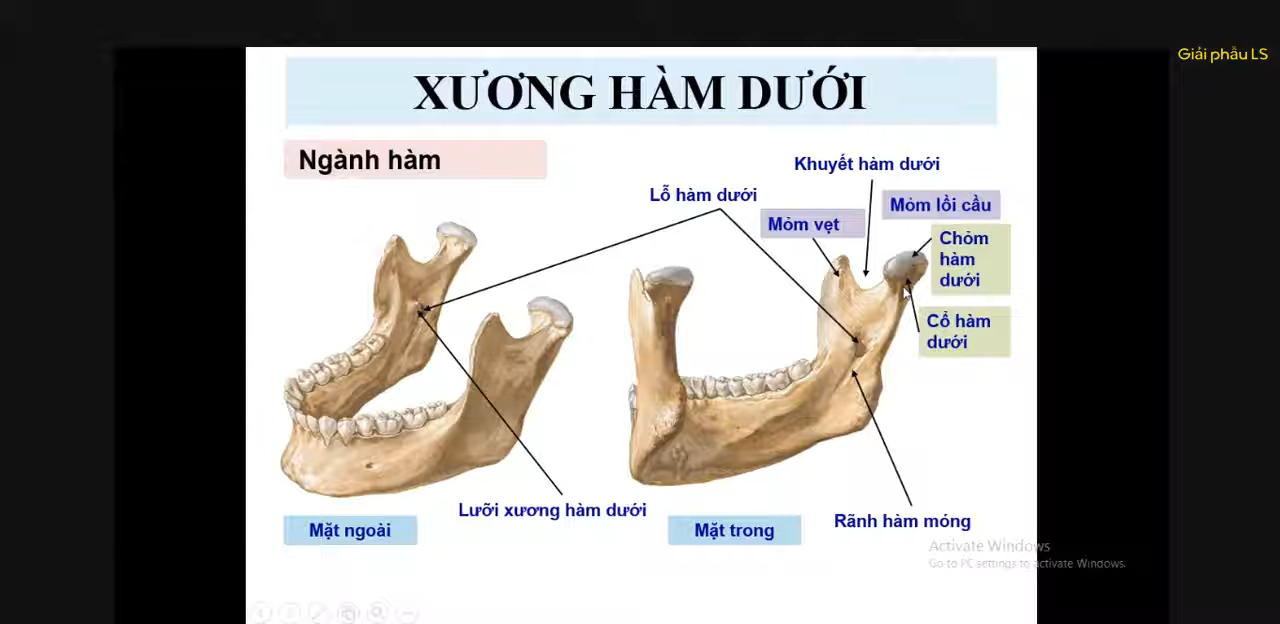 Giải phẫu LS
XƯƠNG HÀM DƯỚI
Ngành hàm
Khuyết hàm dưới
Lỗ hàm dưới
Mỏm lồi cầu
Mỏm vẹt
Chỏm
hàm
dưới
Cổ hàm
dưới
Lưỡi xương hàm dưới
Rãnh hàm móng
Mặt ngoài
Mặt trong
Activate Windows
Go to PC settings to activate Windows.